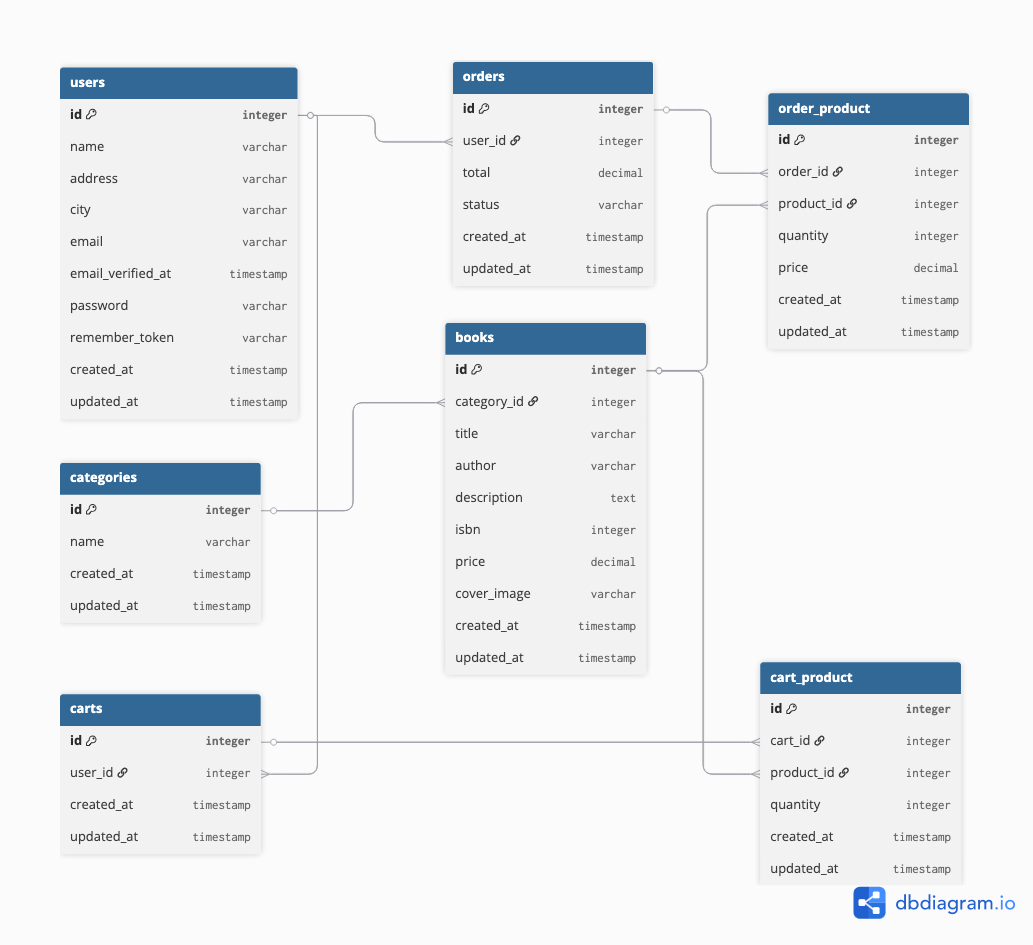 users
id integer
name varchar
address varchar
city varchar
email varchar
email_verified_at timestamp
password varchar
remember_token varchar
created_at timestamp
updated_at timestamp
orders
id integer
user_id integer
total decimal
status varchar
created_at timestamp
updated_at timestamp
order_product
id integer
order_id integer
product_id integer
quantity integer
price decimal
created_at timestamp
updated_at timestamp
books
id integer
category_id integer
title varchar
author varchar
description text
isbn integer
price decimal
cover_image varchar
created_at timestamp
updated_at timestamp
categories
id integer
name varchar
created_at timestamp
updated_at timestamp
carts
id integer
user_id integer
created_at timestamp
updated_at timestamp
cart_product
id integer
cart_id integer
product_id integer
quantity integer
created_at timestamp
updated_at timestamp
dbdiagram.io